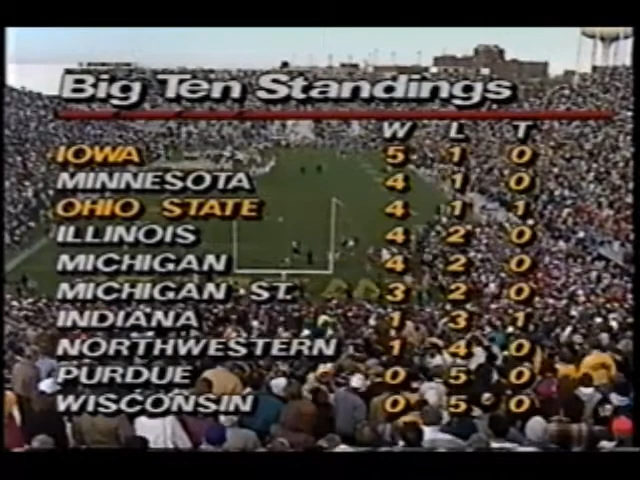 Big Ten Standings
W L T
IOWA 5 1 0
MINNESOTA 4 1 0
OHIO STATE 4 1 1
ILLINOIS 4 2 0
MICHIGAN 4 2 0
MICHIGAN ST. 3 2 0
INDIANA 1 3 1
NORTHWESTERN 1 4 0
PURDUE 0 5 0
WISCONSIN 0 5 0